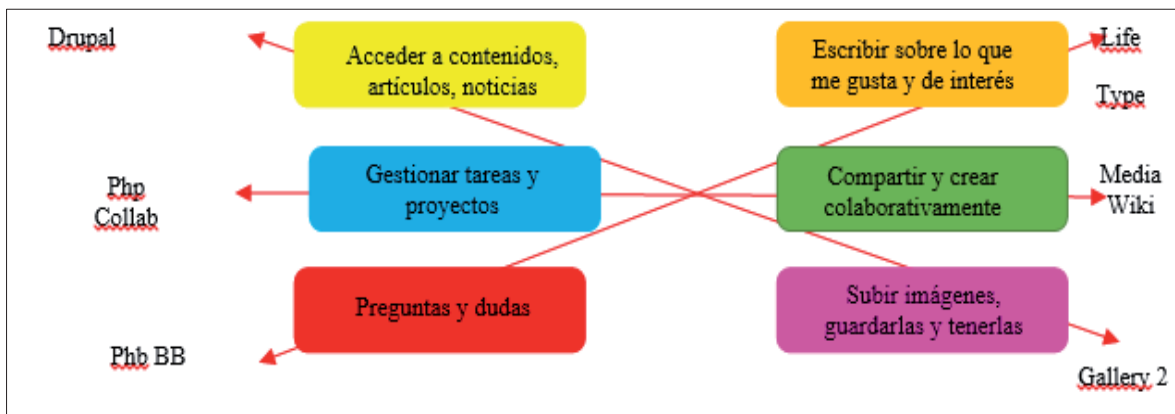 Drupal
Acceder a contenidos,
artículos, noticias
Escribir sobre lo que
me gusta y de interés
Life
Type
Php
Collab
Gestionar tareas y
proyectos
Compartir y crear
colaborativamente
Media
Wiki
Phb BB
Preguntas y dudas
Subir imágenes,
guardarlas y tenerlas
Gallery 2